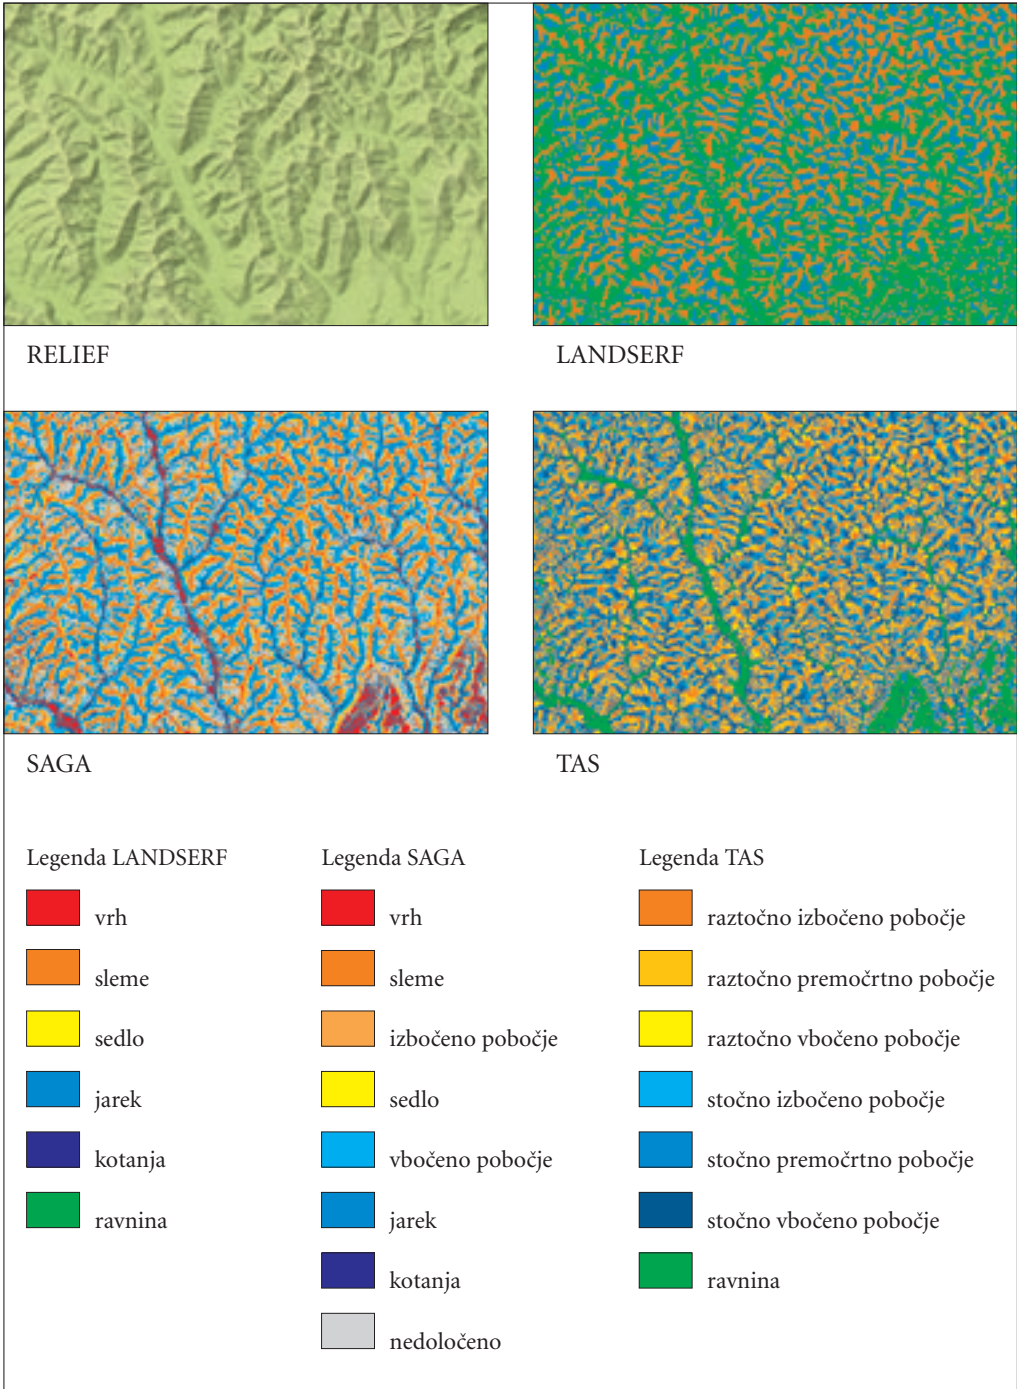 RELIEF
LANDSERF
SAGA
TAS
Legenda LANDSERF
vrh
sleme
sedlo
jarek
kotanja
ravnina
Legenda SAGA
vrh
sleme
izbočeno pobočje
sedlo
vbočeno pobočje
jarek
kotanja
nedoločeno
Legenda TAS
raztočno izbočeno pobočje
raztočno premočrtno pobočje
raztočno vbočeno pobočje
stočno izbočeno pobočje
stočno premočrtno pobočje
stočno vbočeno pobočje
ravnina